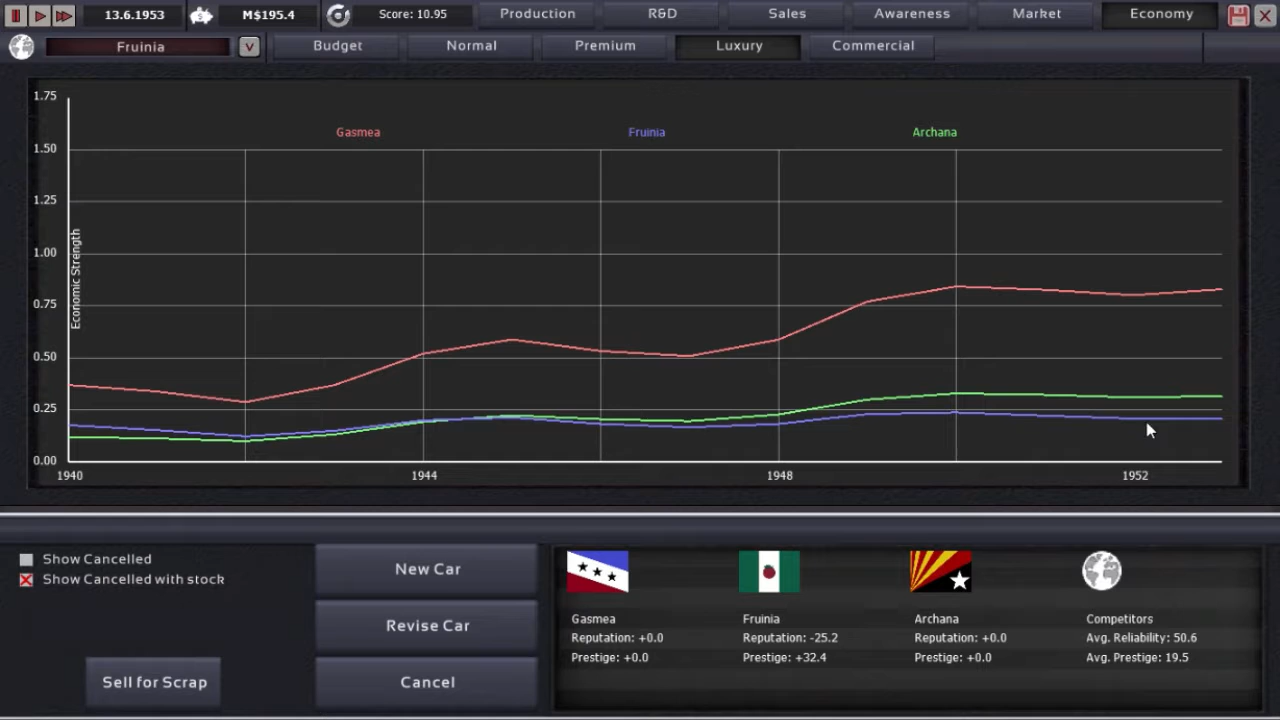 13.6.1953 M$195.4 Score: 10.95 Production R&D Sales Awareness Market Economy
Fruinia V Budget Normal Premium Luxury Commercial
1.75
Gasmea Fruinia Archana
1.50
1.25
1.00
Economic Strength
0.75
0.50
0.25
0.00
1940 1944 1948 1952
Show Cancelled
Show Cancelled with stock
New Car
Revise Car
Sell for Scrap
Cancel
Gasmea
Reputation: +0.0
Prestige: +0.0
Fruinia
Reputation: -25.2
Prestige: +32.4
Archana
Reputation: +0.0
Prestige: +0.0
Competitors
Avg. Reliability: 50.6
Avg. Prestige: 19.5